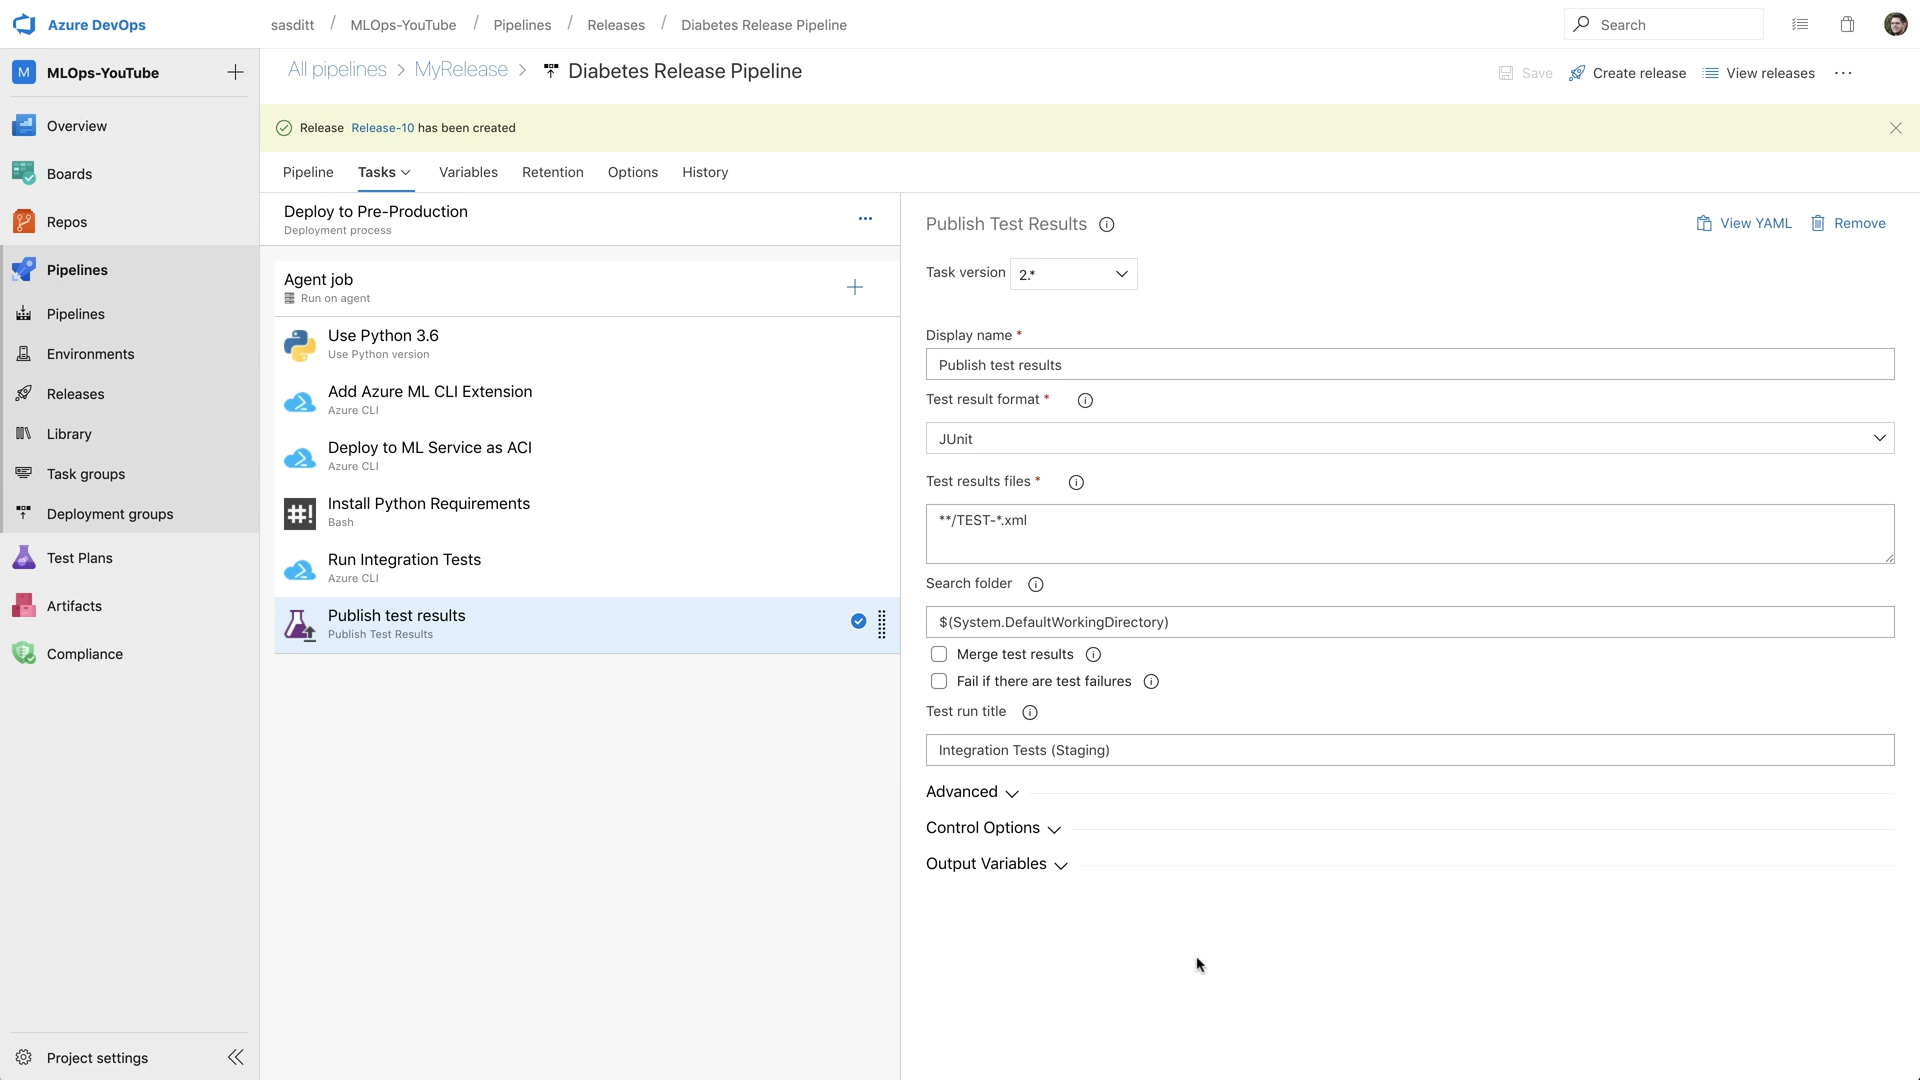 Azure DevOps
sasditt / MLOps-YouTube / Pipelines / Releases / Diabetes Release Pipeline
Search
M MLOps-YouTube
All pipelines > MyRelease > Diabetes Release Pipeline
Save Create release View releases ...
Overview
Boards
Repos
Pipelines
Pipelines
Environments
Releases
Library
Task groups
Deployment groups
Test Plans
Artifacts
Compliance
Project settings
Release Release-10 has been created
Pipeline Tasks Variables Retention Options History
Deploy to Pre-Production
Deployment process
Agent job
Run on agent
Use Python 3.6
Use Python version
Add Azure ML CLI Extension
Azure CLI
Deploy to ML Service as ACI
Azure CLI
#! Install Python Requirements
Bash
Run Integration Tests
Azure CLI
Publish test results
Publish Test Results
Publish Test Results
View YAML Remove
Task version 2.*
Display name *
Publish test results
Test result format *
JUnit
Test results files *
**/TEST-*.xml
Search folder
$(System.DefaultWorkingDirectory)
Merge test results
Fail if there are test failures
Test run title
Integration Tests (Staging)
Advanced
Control Options
Output Variables